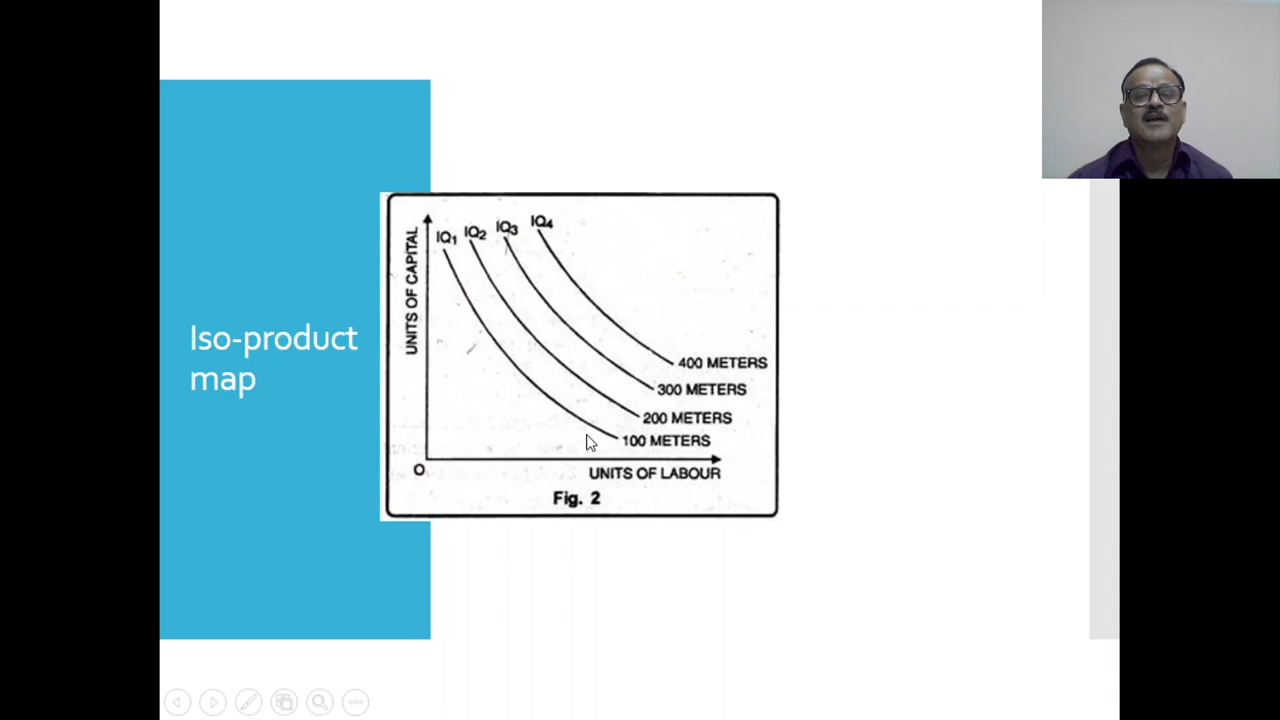 Iso-product
map
UNITS OF CAPITAL
IQ1 IQ2 IQ3 IQ4
400 METERS
300 METERS
200 METERS
100 METERS
O
UNITS OF LABOUR
Fig. 2